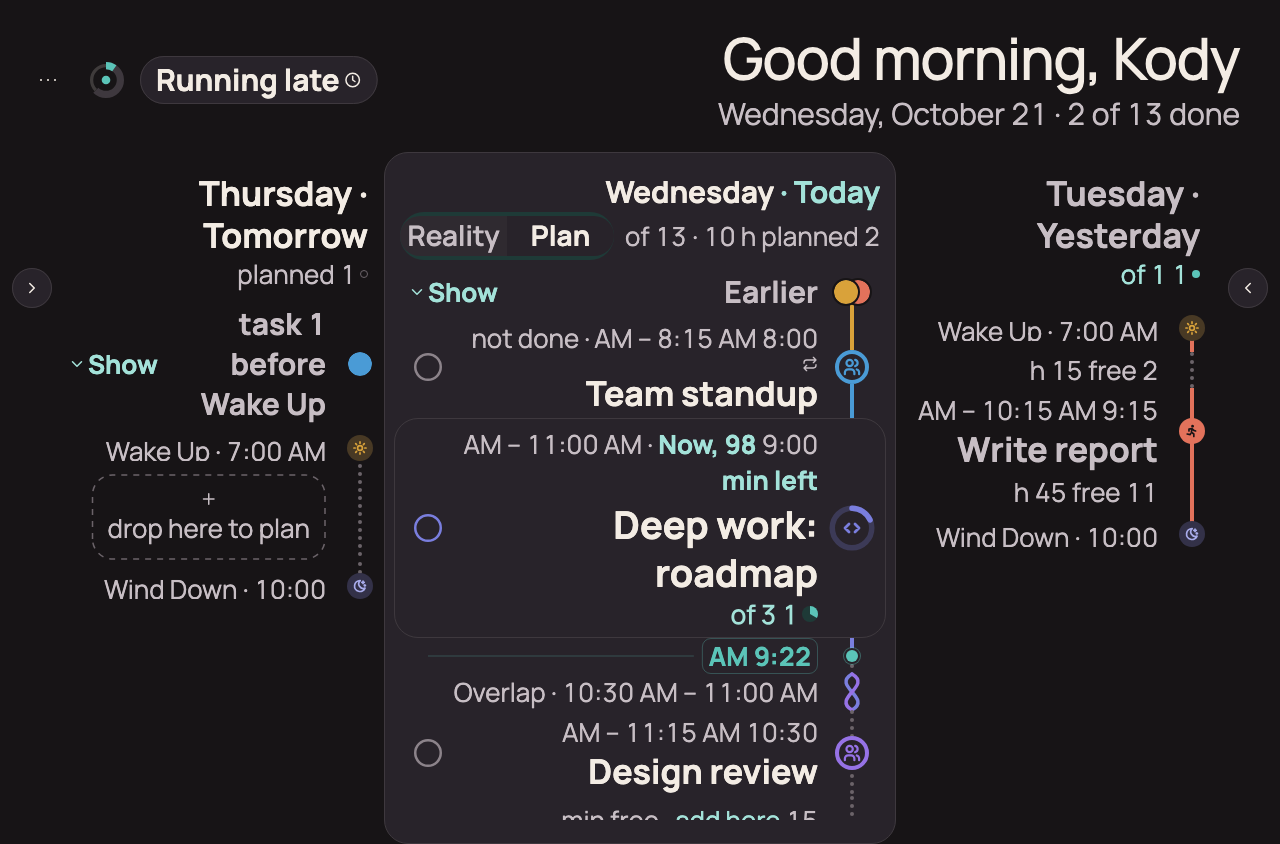 ...
Running late
Good morning, Kody
Wednesday, October 21 · 2 of 13 done
Wednesday · Today
Reality
Plan
of 13 · 10 h planned 2
Show
Earlier
not done · AM – 8:15 AM 8:00
Team standup
AM – 11:00 AM · Now, 98 9:00
min left
Deep work:
roadmap
of 3 1
AM 9:22
Overlap · 10:30 AM – 11:00 AM
AM – 11:15 AM 10:30
Design review
min free · add here 15
Thursday ·
Tomorrow
planned 1
task 1
before
Wake Up
Show
Wake Up · 7:00 AM
+
drop here to plan
Wind Down · 10:00
Tuesday ·
Yesterday
of 1 1
Wake Up · 7:00 AM
h 15 free 2
AM – 10:15 AM 9:15
Write report
h 45 free 11
Wind Down · 10:00